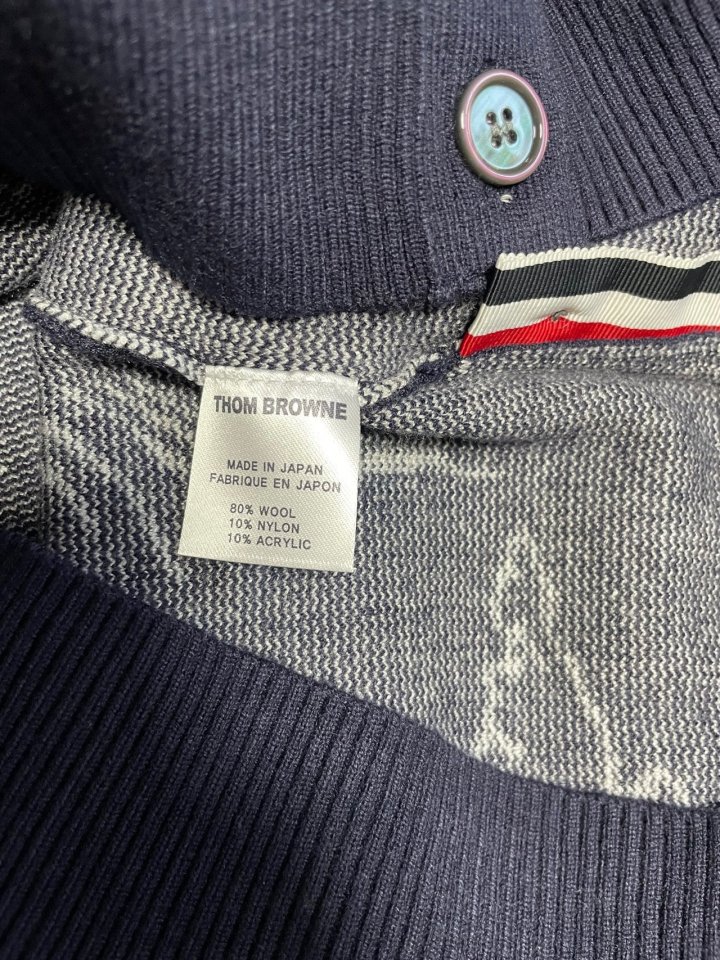 THOM BROWNE
MADE IN JAPAN
FABRIQUE EN JAPON
80% WOOL
10% NYLON
10% ACRYLIC